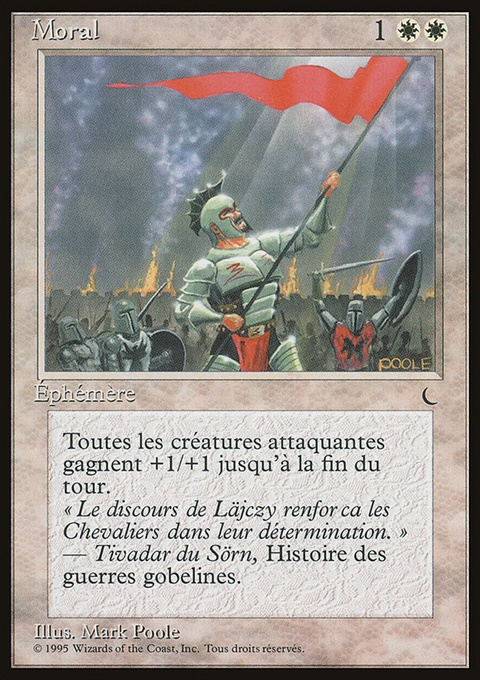 Moral 1
POOLE
Éphémère
Toutes les créatures attaquantes
gagnent +1/+1 jusqu'à la fin du
tour.
« Le discours de Läjczy renfor ca les
Chevaliers dans leur détermination. »
— Tivadar du Sörn, Histoire des
guerres gobelines.
Illus. Mark Poole
© 1995 Wizards of the Coast, Inc. Tous droits réservés.